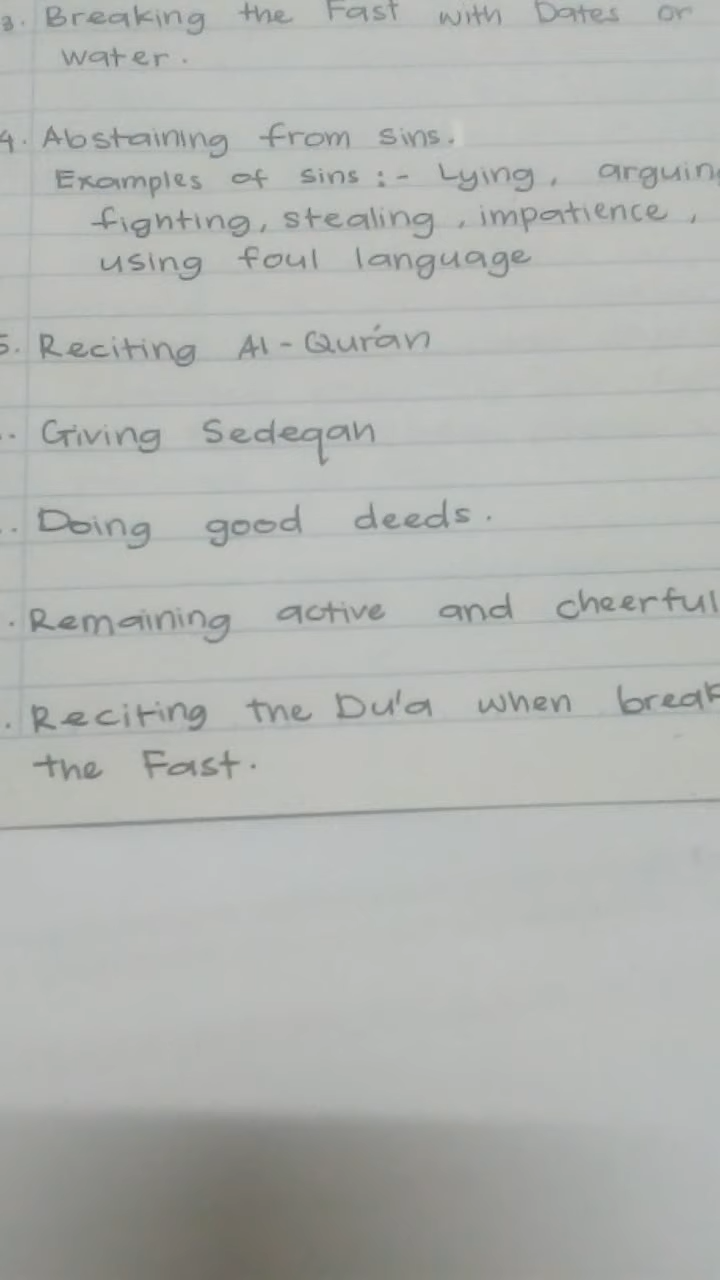 3. Breaking the Fast with Dates or
water.
4. Abstaining from sins.
Examples of sins :- Lying, arguin
fighting, stealing, impatience,
using foul language
5. Reciting Al-Qur'an
. Giving Sedeqah
. Doing good deeds.
. Remaining active and cheerful
. Reciting the Du'a when break
the Fast.